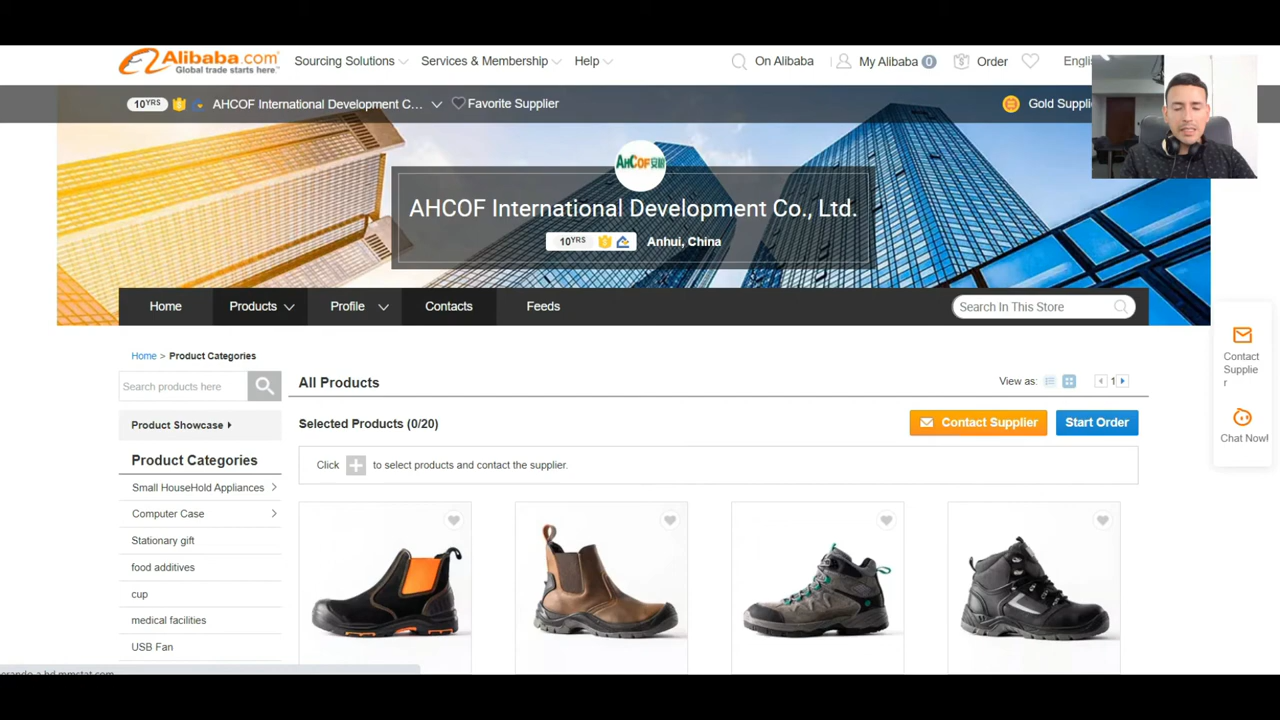 Alibaba.com
Global trade starts here.™
Sourcing Solutions
Services & Membership
Help
On Alibaba
My Alibaba 0
Order
10YRS
AHCOF International Development C...
Favorite Supplier
Gold
AHCOF
AHCOF International Development Co., Ltd.
10YRS
Anhui, China
Home
Products
Profile
Contacts
Feeds
Search In This Store
Contact
Supplie
r
Chat Now!
Home > Product Categories
Search products here
All Products
View as:
1
Product Showcase
Selected Products (0/20)
Contact Supplier
Start Order
Product Categories
Click + to select products and contact the supplier.
Small HouseHold Appliances
Computer Case
Stationary gift
food additives
cup
medical facilities
USB Fan